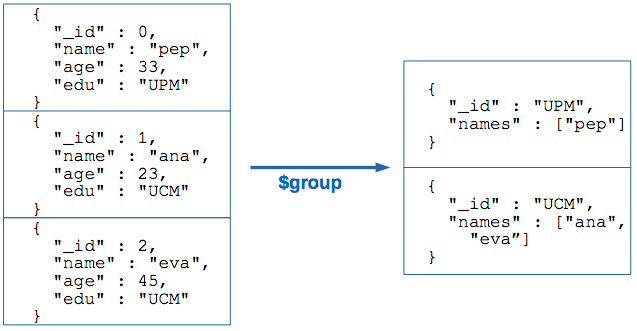 {
"_id" : 0,
"name" : "pep",
"age" : 33,
"edu" : "UPM"
}
{
"_id" : 1,
"name" : "ana",
"age" : 23,
"edu" : "UCM"
}
{
"_id" : 2,
"name" : "eva",
"age" : 45,
"edu" : "UCM"
}
$group
{
"_id" : "UPM",
"names" : ["pep"]
}
{
"_id" : "UCM",
"names" : ["ana",
"eva”]
}